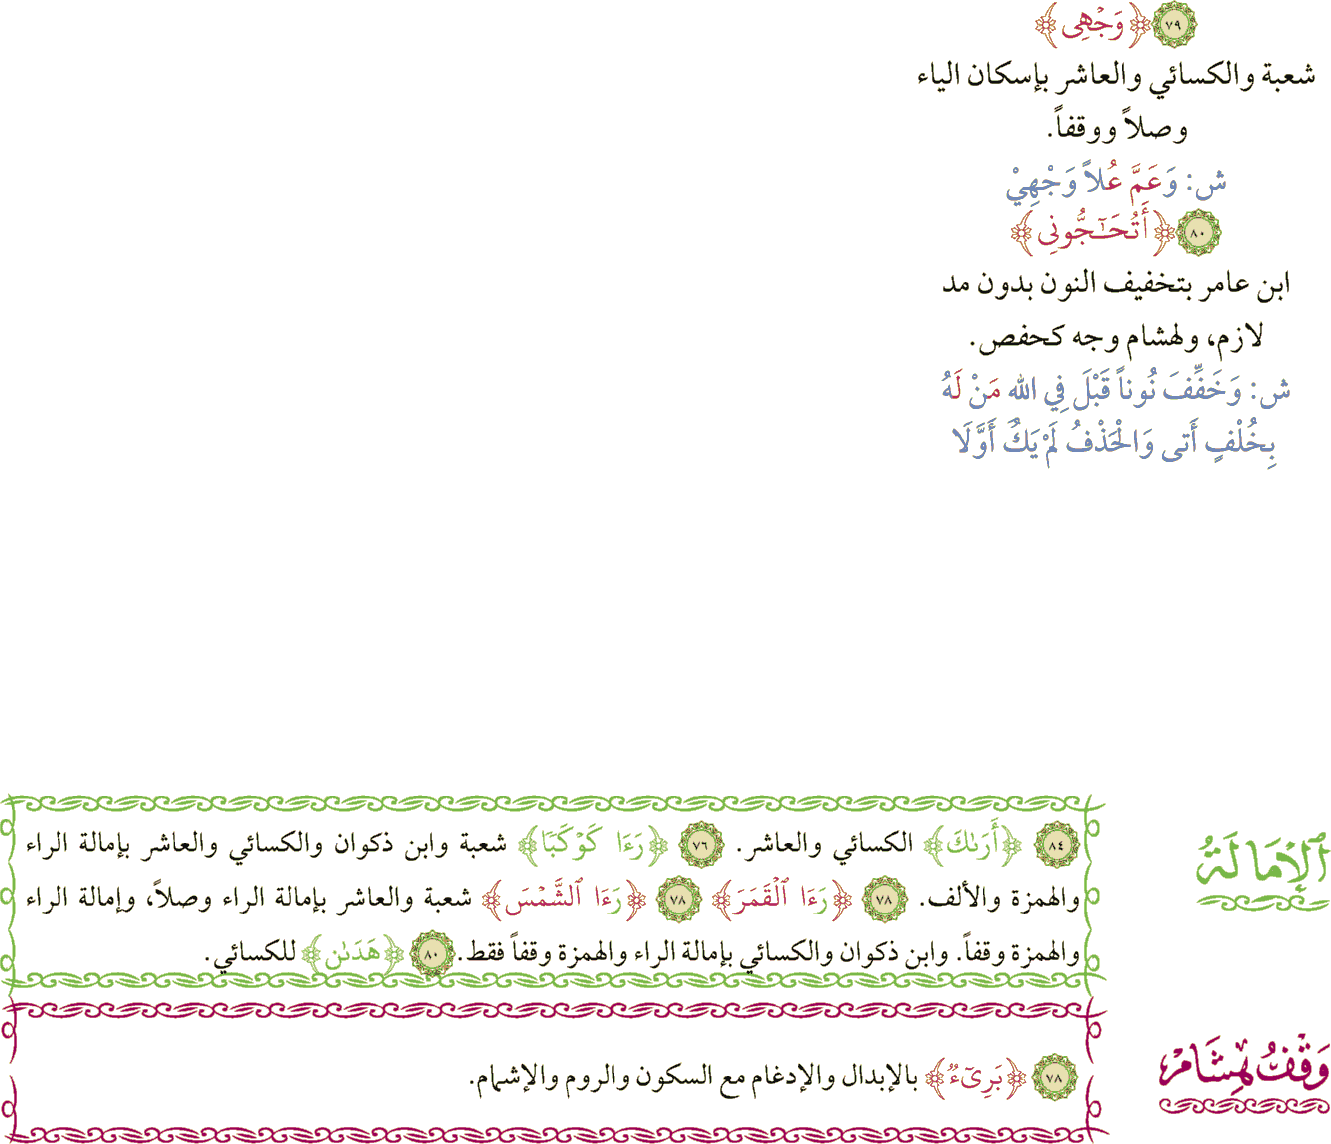 ٧٩ ﴿وَجْهِىَ﴾
شعبة والكسائي والعاشر بإسكان الياء
وصلاً ووقفاً.
ش: وَعَمَّ عُلاً وَجْهِيْ
٨٠ ﴿أَتُحَـٰٓجُّونِى﴾
ابن عامر بتخفيف النون بدون مد
لازم، ولهشام وجه كحفص.
ش: وَخَفِّفَ نُوناً قَبْلَ فِي الله مَنْ لَهُ
بِخُلْفٍ أَتى وَالْحَذْفُ لَمْ يَكُ أَوَّلَا
الإِمَالَةُ
٨٤ ﴿أَرَىٰكَ﴾ الكسائي والعاشر. ٧٦ ﴿رَءَا كَوْكَبًا﴾ شعبة وابن ذكوان والكسائي والعاشر بإمالة الراء
والهمزة والألف. ٧٨ ﴿رَءَا ٱلْقَمَرَ﴾ ٧٨ ﴿رَءَا ٱلشَّمْسَ﴾ شعبة والعاشر بإمالة الراء وصلاً، وإمالة الراء
والهمزة وقفاً. وابن ذكوان والكسائي بإمالة الراء والهمزة وقفاً فقط. ٨٠ ﴿هَدَىٰنِ﴾ للكسائي.
وَقْفُ هِشَامْ
٧٨ ﴿بَرِىٓءٌ﴾ بالإبدال والإدغام مع السكون والروم والإشمام.